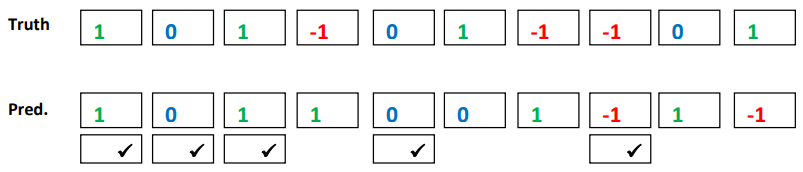 Truth 1 0 1 -1 0 1 -1 -1 0 1
Pred. 1 0 1 1 0 0 1 -1 1 -1
✓ ✓ ✓ ✓ ✓